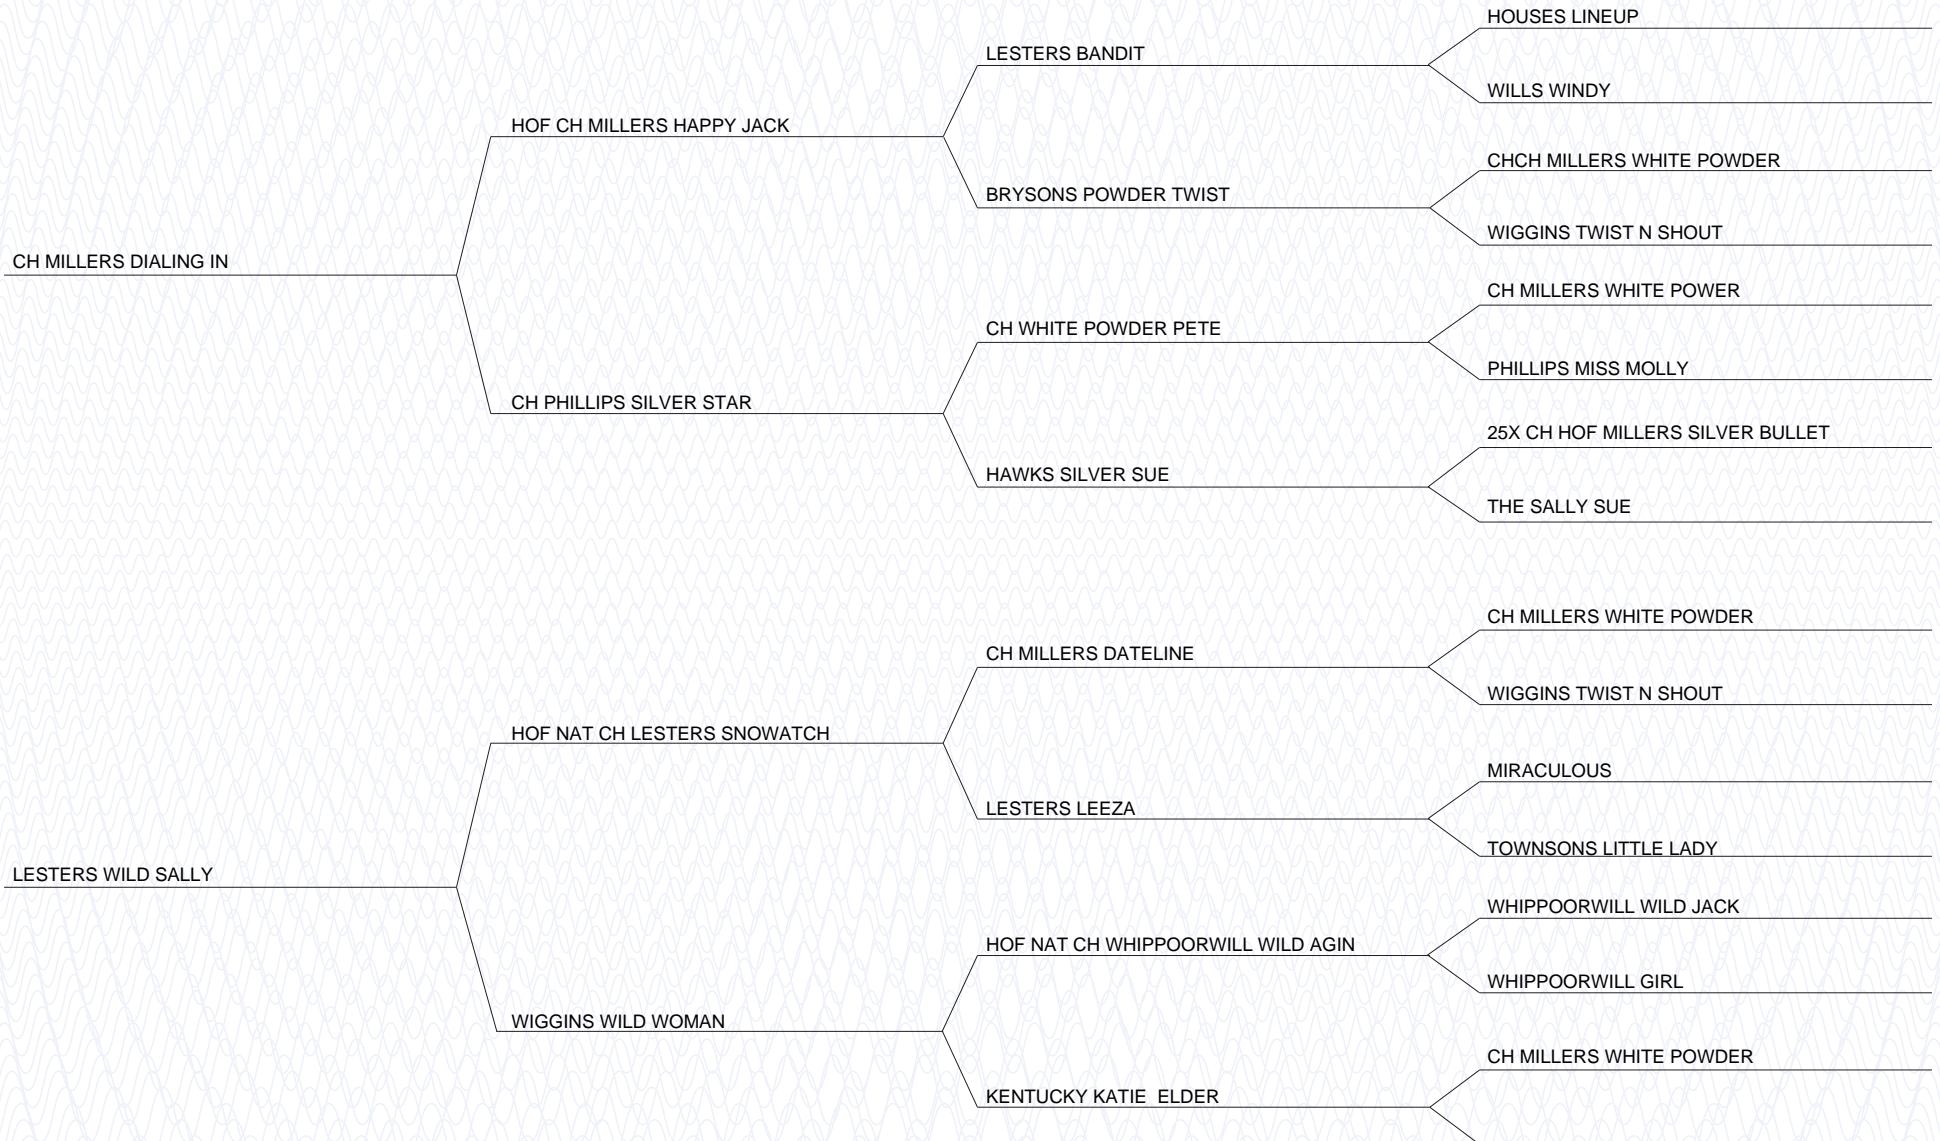 HOUSES LINEUP
LESTERS BANDIT
WILLS WINDY
HOF CH MILLERS HAPPY JACK
CHCH MILLERS WHITE POWDER
BRYSONS POWDER TWIST
WIGGINS TWIST N SHOUT
CH MILLERS DIALING IN
CH MILLERS WHITE POWER
CH WHITE POWDER PETE
PHILLIPS MISS MOLLY
CH PHILLIPS SILVER STAR
25X CH HOF MILLERS SILVER BULLET
HAWKS SILVER SUE
THE SALLY SUE
CH MILLERS WHITE POWDER
CH MILLERS DATELINE
WIGGINS TWIST N SHOUT
HOF NAT CH LESTERS SNOWATCH
MIRACULOUS
LESTERS LEEZA
TOWNSONS LITTLE LADY
LESTERS WILD SALLY
WHIPPOORWILL WILD JACK
HOF NAT CH WHIPPOORWILL WILD AGIN
WHIPPOORWILL GIRL
WIGGINS WILD WOMAN
CH MILLERS WHITE POWDER
KENTUCKY KATIE  ELDER